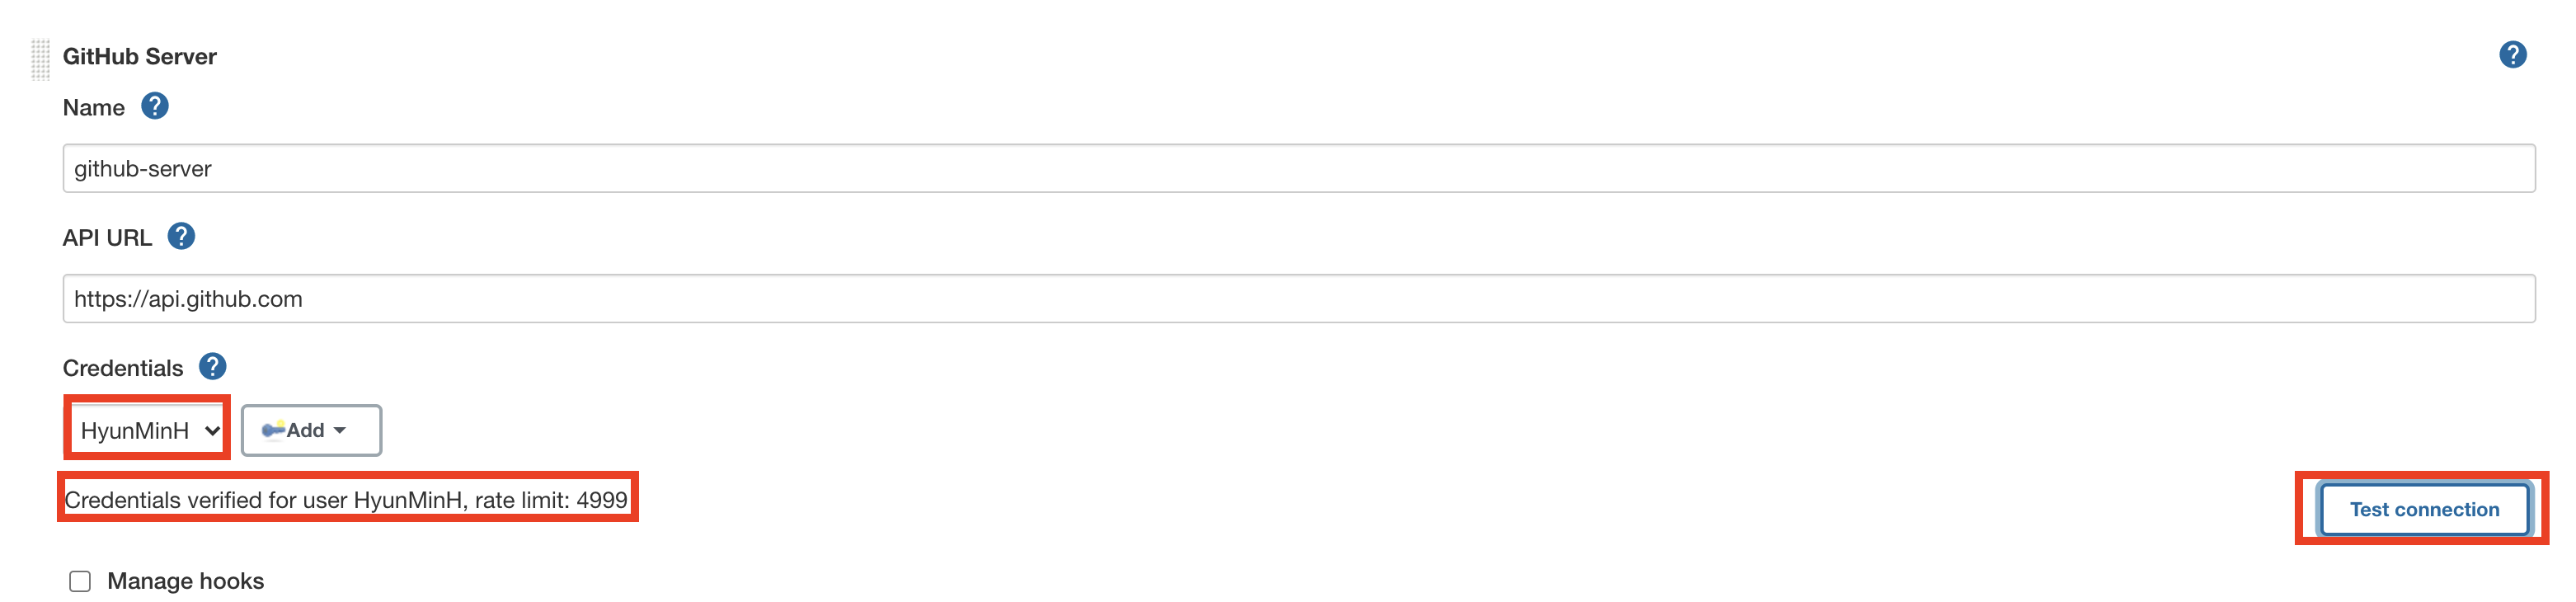 GitHub Server
Name
github-server
API URL
https://api.github.com
Credentials
HyunMinH Add
Credentials verified for user HyunMinH, rate limit: 4999
Test connection
Manage hooks